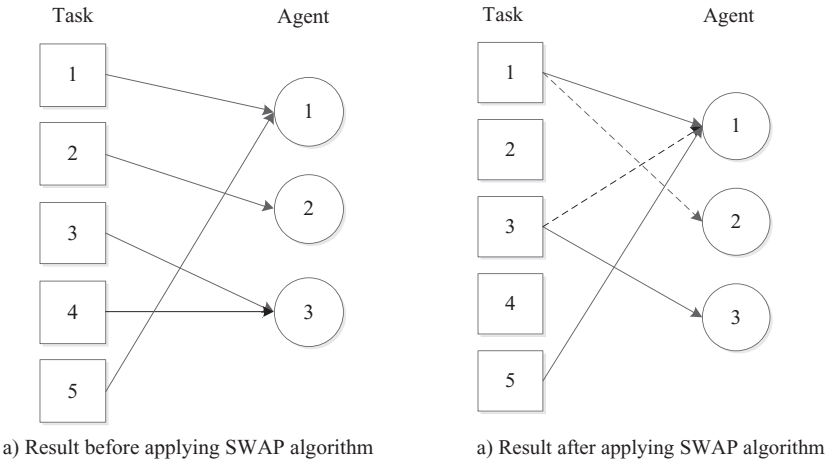 Task
Agent
1
2
3
4
5
1
2
3
a) Result before applying SWAP algorithm
Task
Agent
1
2
3
4
5
1
2
3
a) Result after applying SWAP algorithm